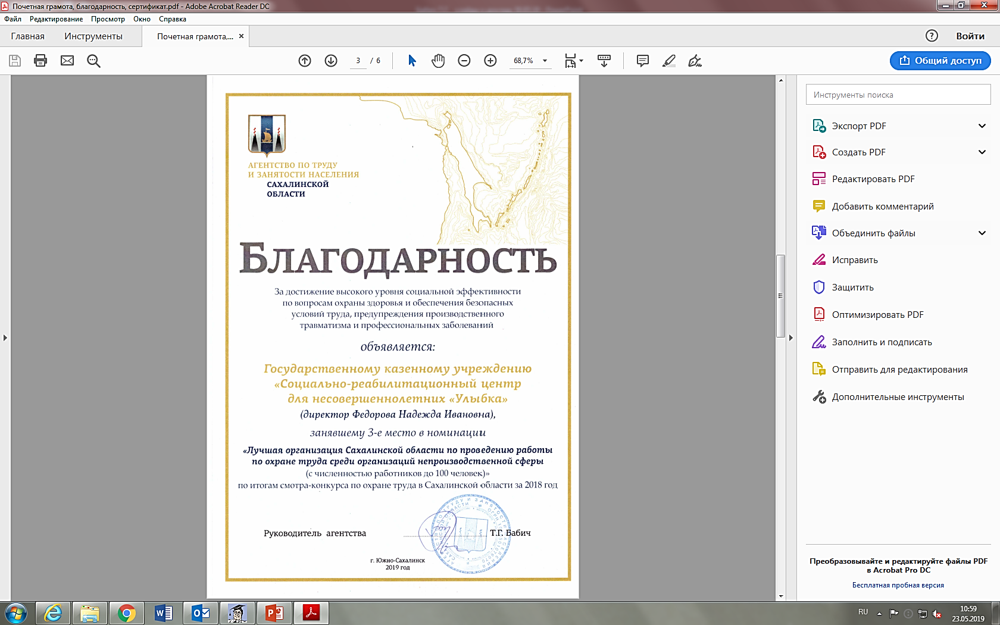 Почетная грамота, благодарность, сертификат.pdf - Adobe Acrobat Reader DC
Файл Редактирование Просмотр Окно Справка
Главная Инструменты Почетная грамота,... × ? Войти
3 / 6 68,7% Общий доступ
АГЕНТСТВО ПО ТРУДУ
И ЗАНЯТОСТИ НАСЕЛЕНИЯ
САХАЛИНСКОЙ
ОБЛАСТИ
БЛАГОДАРНОСТЬ
За достижение высокого уровня социальной эффективности
по вопросам охраны здоровья и обеспечения безопасных
условий труда, предупреждения производственного
травматизма и профессиональных заболеваний
объявляется:
Государственному казенному учреждению
«Социально-реабилитационный центр
для несовершеннолетних «Улыбка»
(директор Федорова Надежда Ивановна),
занявшему 3-е место в номинации
«Лучшая организация Сахалинской области по проведению работы
по охране труда среди организаций непроизводственной сферы
(с численностью работников до 100 человек)»
по итогам смотра-конкурса по охране труда в Сахалинской области за 2018 год
Руководитель агентства Т.Г. Бабич
г. Южно-Сахалинск
2019 год
Инструменты поиска
Экспорт PDF
Создать PDF
Редактировать PDF
Добавить комментарий
Объединить файлы
Исправить
Защитить
Оптимизировать PDF
Заполнить и подписать
Отправить для редактирования
Дополнительные инструменты
Преобразовывайте и редактируйте файлы PDF
в Acrobat Pro DC
Бесплатная пробная версия
RU
10:59
23.05.2019